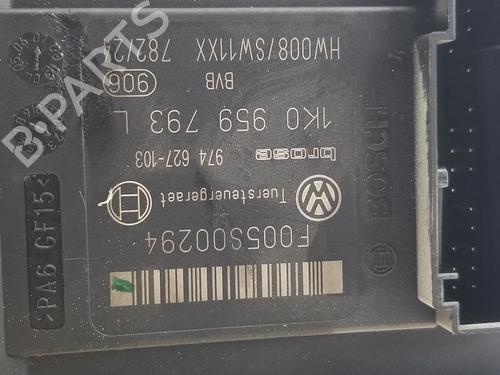 F005S00294
Tuersteuergeraet
brose 974 627-103
1K0 959 793 L
906 BVB
HW008/SW11XX 782/24
BOSCH
>PA6 GF15<
B-PARTS